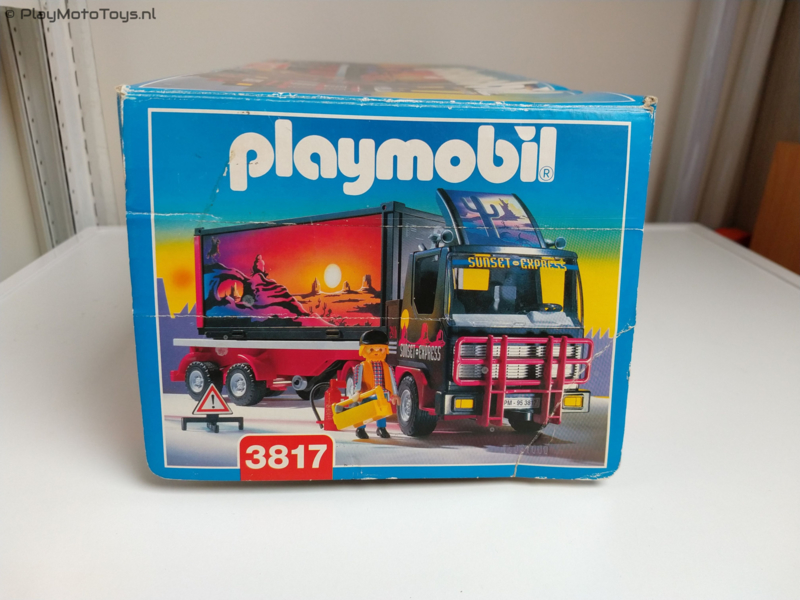 © PlayMotoToys.nl
playmobil®
SUNSET-EXPRESS
SUNSET-EXPRESS
3817